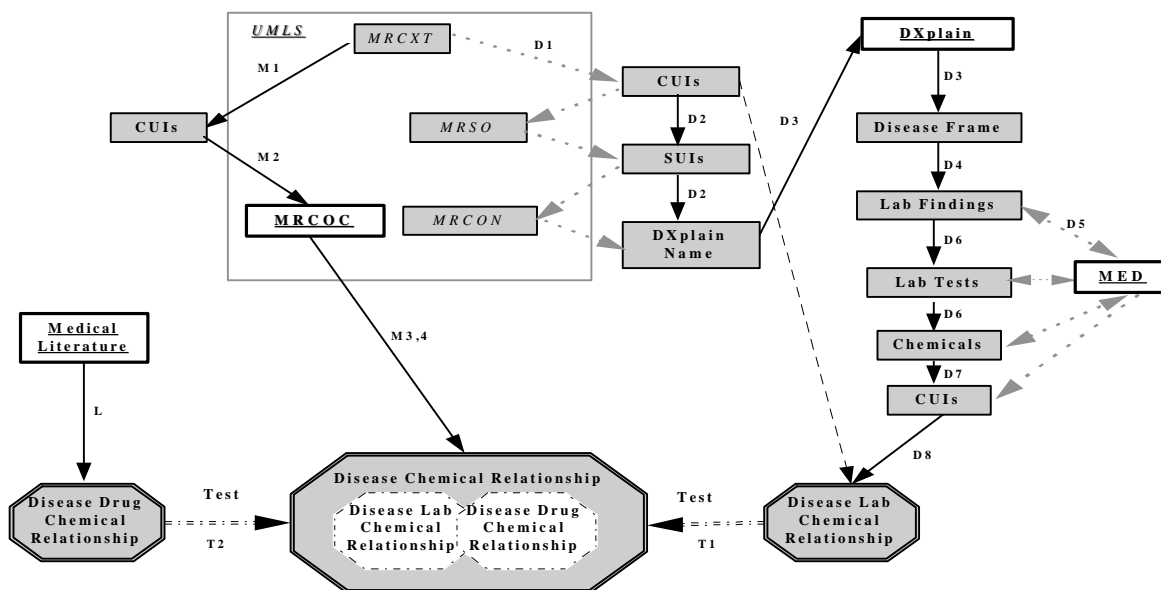 UMLS
MRCXT
D1
DXplain
M1
CUIs
D3
CUIs
MRSO
D2
D3
Disease Frame
M2
SUIs
D4
MRCOC
MRCON
D2
Lab Findings
DXplain
Name
D5
D6
Lab Tests
MED
D6
Medical
Literature
M3,4
Chemicals
D7
CUIs
L
D8
Disease Drug
Chemical
Relationship
Test
T2
Disease Chemical Relationship
Disease Lab
Chemical
Relationship
Disease Drug
Chemical
Relationship
Test
T1
Disease Lab
Chemical
Relationship